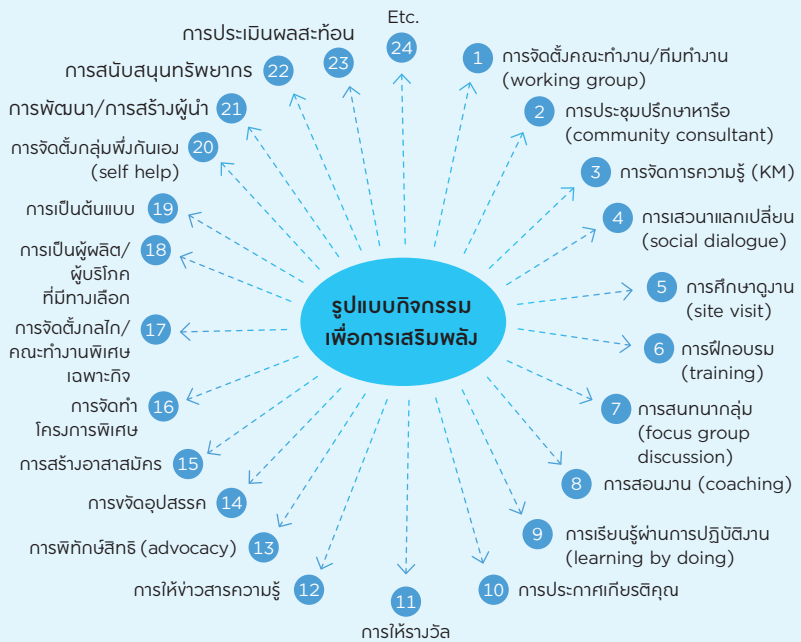 รูปแบบกิจกรรม
เพื่อการเสริมพลัง
1
การจัดตั้งคณะทำงาน/ทีมทำงาน
(working group)
2
การประชุมปรึกษาหารือ
(community consultant)
3
การจัดการความรู้ (KM)
4
การเสวนาแลกเปลี่ยน
(social dialogue)
5
การศึกษาดูงาน
(site visit)
6
การฝึกอบรม
(training)
7
การสนทนากลุ่ม
(focus group
discussion)
8
การสอนงาน (coaching)
9
การเรียนรู้ผ่านการปฏิบัติงาน
(learning by doing)
10
การประกาศเกียรติคุณ
11
การให้รางวัล
12
การให้ข่าวสารความรู้
13
การพิทักษ์สิทธิ (advocacy)
14
การขจัดอุปสรรค
15
การสร้างอาสาสมัคร
16
การจัดทำ
โครงการพิเศษ
17
การจัดตั้งกลไก/
คณะทำงานพิเศษ
เฉพาะกิจ
18
การเป็นผู้ผลิต/
ผู้บริโภค
ที่มีทางเลือก
19
การเป็นต้นแบบ
20
การจัดตั้งกลุ่มพึ่งกันเอง
(self help)
21
การพัฒนา/การสร้างผู้นำ
22
การสนับสนุนทรัพยากร
23
การประเมินผลสะท้อน
24
Etc.